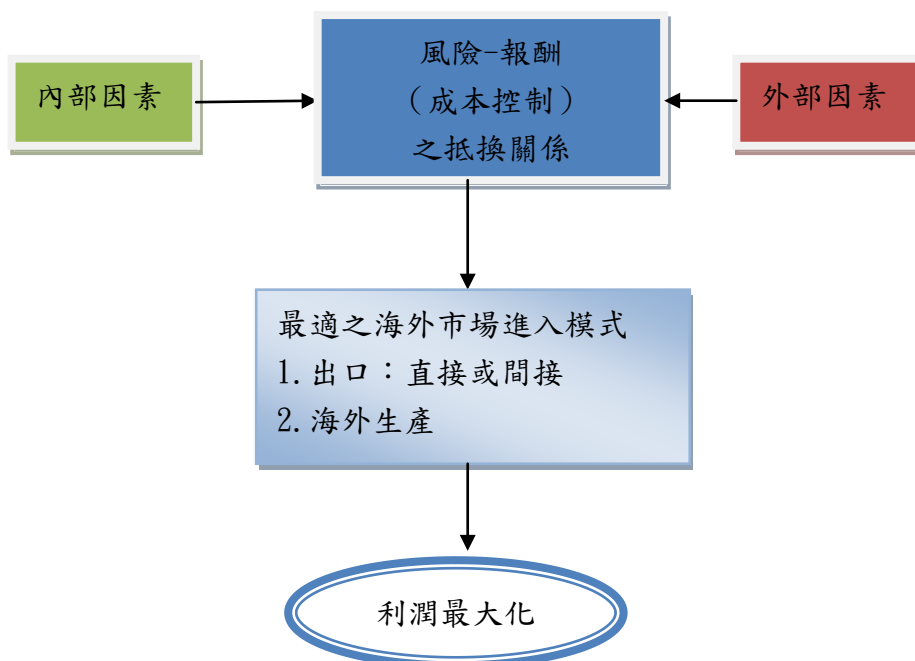 內部因素
風險-報酬
（成本控制）
之抵換關係
外部因素
最適之海外市場進入模式
1.出口：直接或間接
2.海外生產
利潤最大化